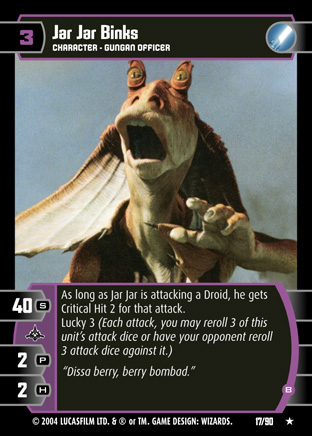 3
Jar Jar Binks
CHARACTER - GUNGAN OFFICER
40 S
2 P
2 H
As long as Jar Jar is attacking a Droid, he gets
Critical Hit 2 for that attack.
Lucky 3 (Each attack, you may reroll 3 of this
unit's attack dice or have your opponent reroll
3 attack dice against it.)
"Dissa berry, berry bombad."
B
© 2004 LUCASFILM LTD. & ® or TM. GAME DESIGN: WIZARDS. 17/90